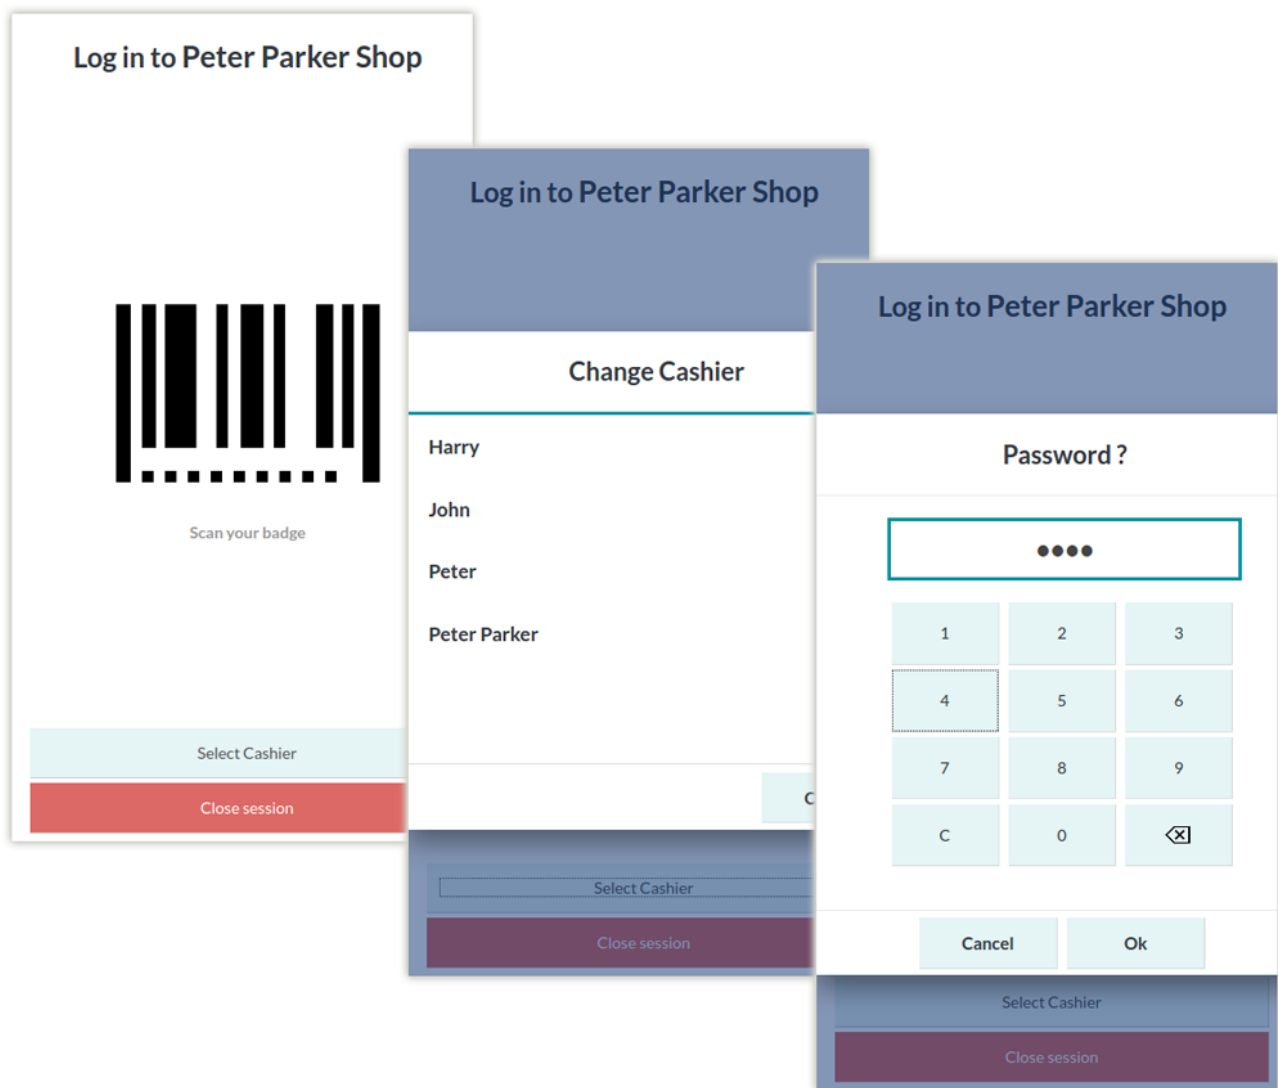 Log in to Peter Parker Shop
Scan your badge
Select Cashier
Close session
Log in to Peter Parker Shop
Change Cashier
Harry
John
Peter
Peter Parker
Select Cashier
Close session
Log in to Peter Parker Shop
Password ?
1 2 3
4 5 6
7 8 9
C 0
Cancel Ok
Select Cashier
Close session